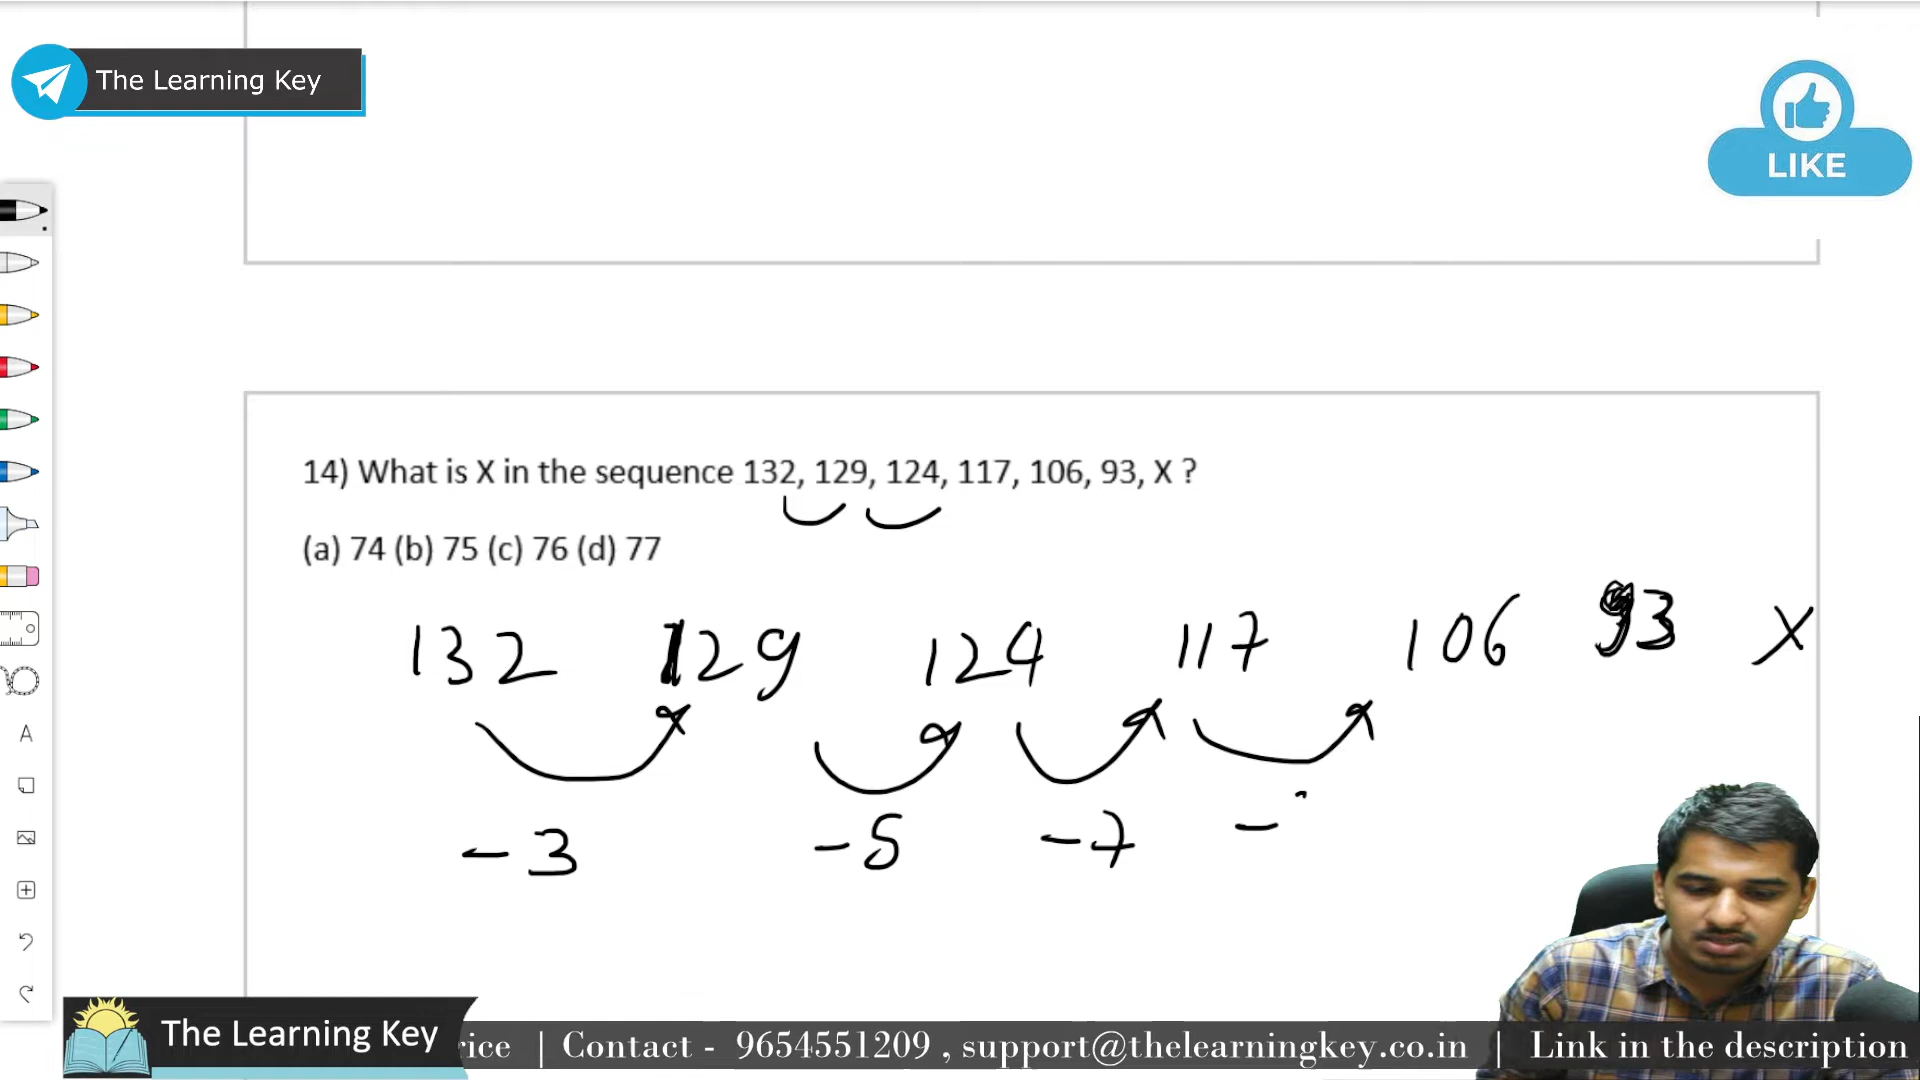 The Learning Key
LIKE
14) What is X in the sequence 132, 129, 124, 117, 106, 93, X ?
(a) 74 (b) 75 (c) 76 (d) 77
132 129 124 117 106 93 X
-3 -5 -7 -
A
The Learning Key
rice | Contact - 9654551209 , support@thelearningkey.co.in | Link in the description